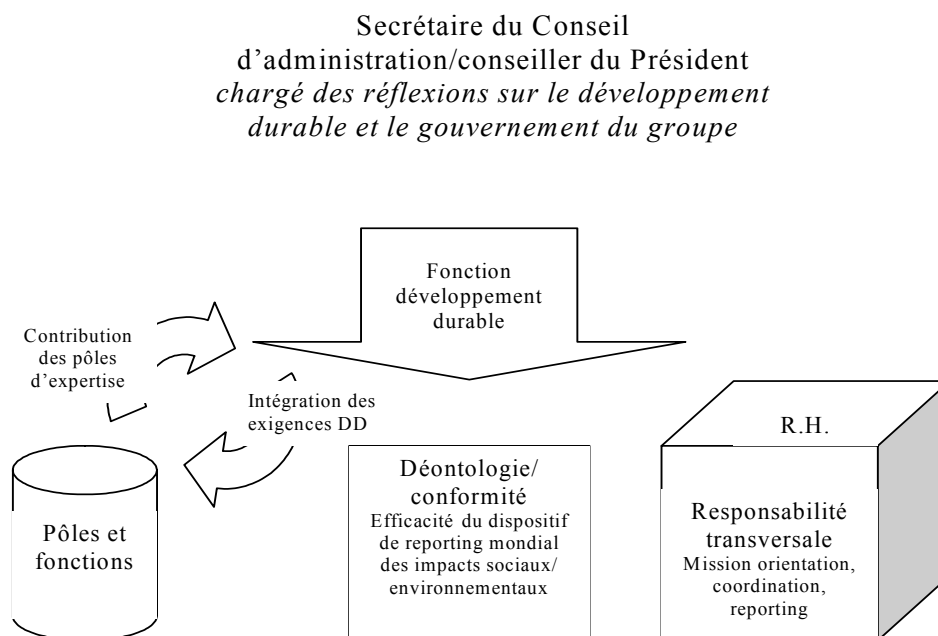 Secrétaire du Conseil
d'administration/conseiller du Président
chargé des réflexions sur le développement
durable et le gouvernement du groupe
Fonction
développement
durable
Contribution
des pôles
d'expertise
Intégration des
exigences DD
R.H.
Pôles et
fonctions
Déontologie/
conformité
Efficacité du dispositif
de reporting mondial
des impacts sociaux/
environnementaux
Responsabilité
transversale
Mission orientation,
coordination,
reporting